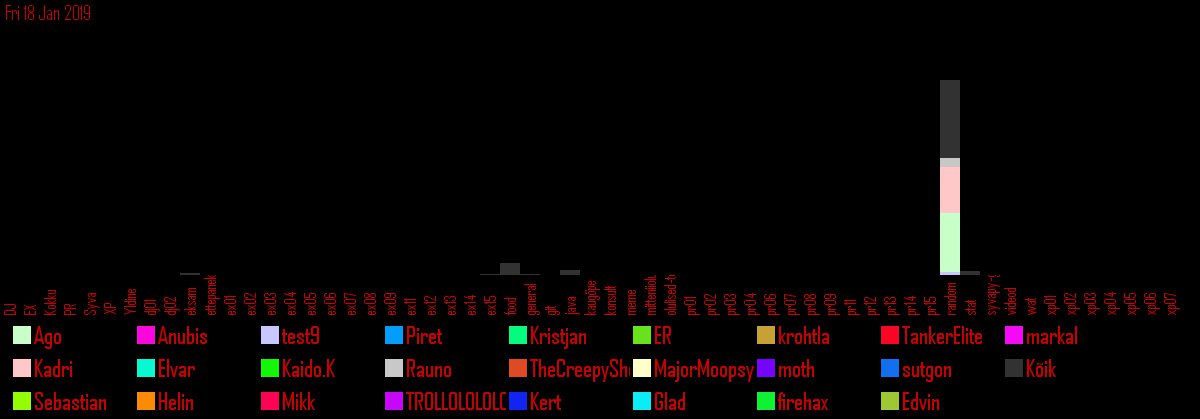 Fri 18 Jan 2019
DJ EX Kokku PR Syva XP Yldine dj01 dj02 eksam ettepanek ex01 ex02 ex03 ex04 ex05 ex06 ex07 ex08 ex09 ex11 ex12 ex13 ex14 ex15 food general git java kaugõpe konsult meme mitteriloll olulised-h pr01 pr02 pr03 pr04 pr06 pr07 pr08 pr09 pr11 pr12 pr13 pr14 pr15 random stat syvapy-l videod wat xp01 xp02 xp03 xp04 xp05 xp06 xp07
Ago Anubis test9 Piret Kristjan ER krohtla TankerElite markal
Kadri Elvar Kaido.K Rauno TheCreepySh MajorMoopsy moth sutgon Kõik
Sebastian Helin Mikk TROLLOLOLOLO Kert Glad firehax Edvin